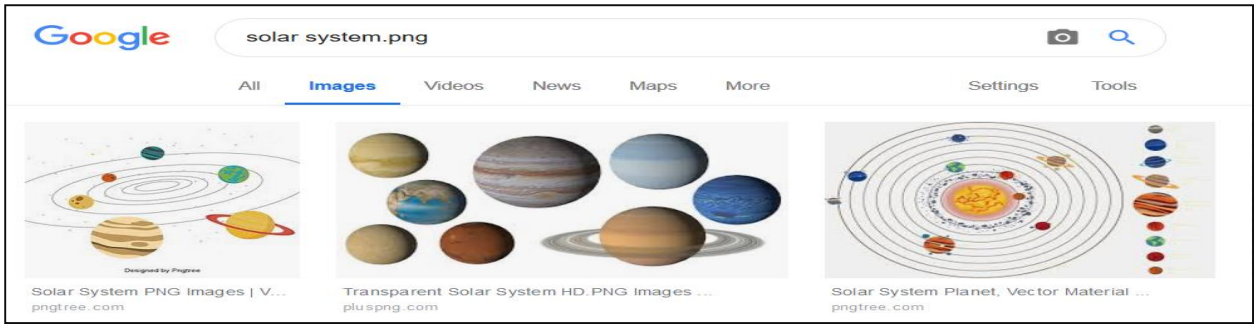 Google solar system.png
All Images Videos News Maps More Settings Tools
Designed by Pngtree
Solar System PNG Images | V...
pngtree.com
Transparent Solar System HD.PNG Images ...
pluspng.com
Solar System Planet, Vector Material ...
pngtree.com